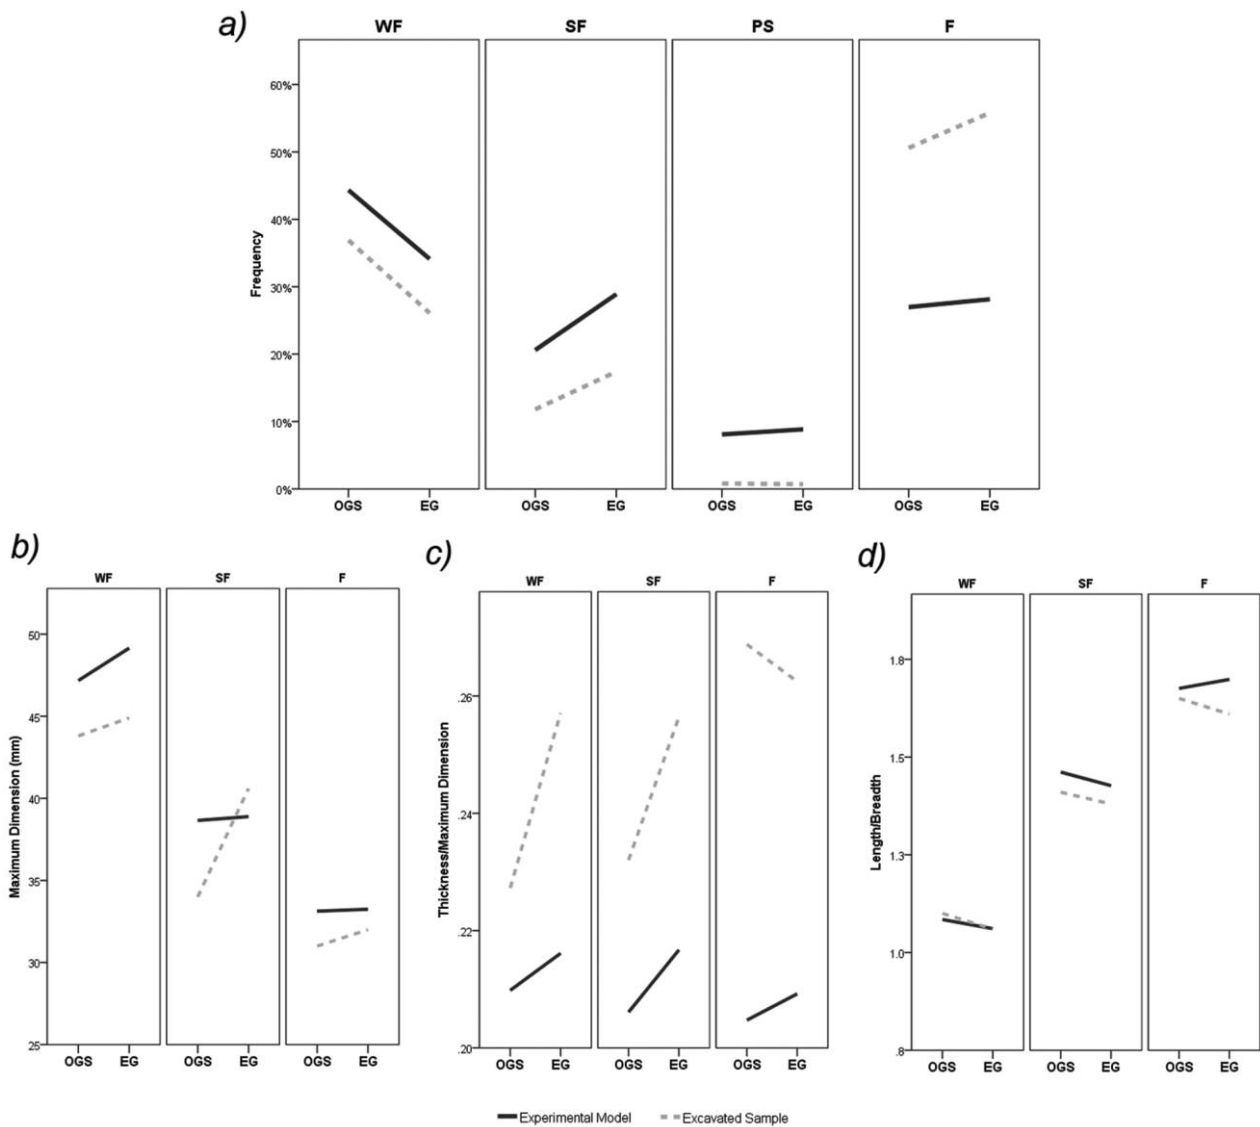 a)
WF SF PS F
60%
50%
40%
30%
20%
10%
0%
Frequency
OGS EG OGS EG OGS EG OGS EG
b)
WF SF F
50
45
40
35
30
25
Maximum Dimension (mm)
OGS EG OGS EG OGS EG
c)
WF SF F
.26
.24
.22
.20
Thickness/Maximum Dimension
OGS EG OGS EG OGS EG
d)
WF SF F
1.8
1.5
1.3
1.0
.8
Length/Breadth
OGS EG OGS EG OGS EG
Experimental Model Excavated Sample